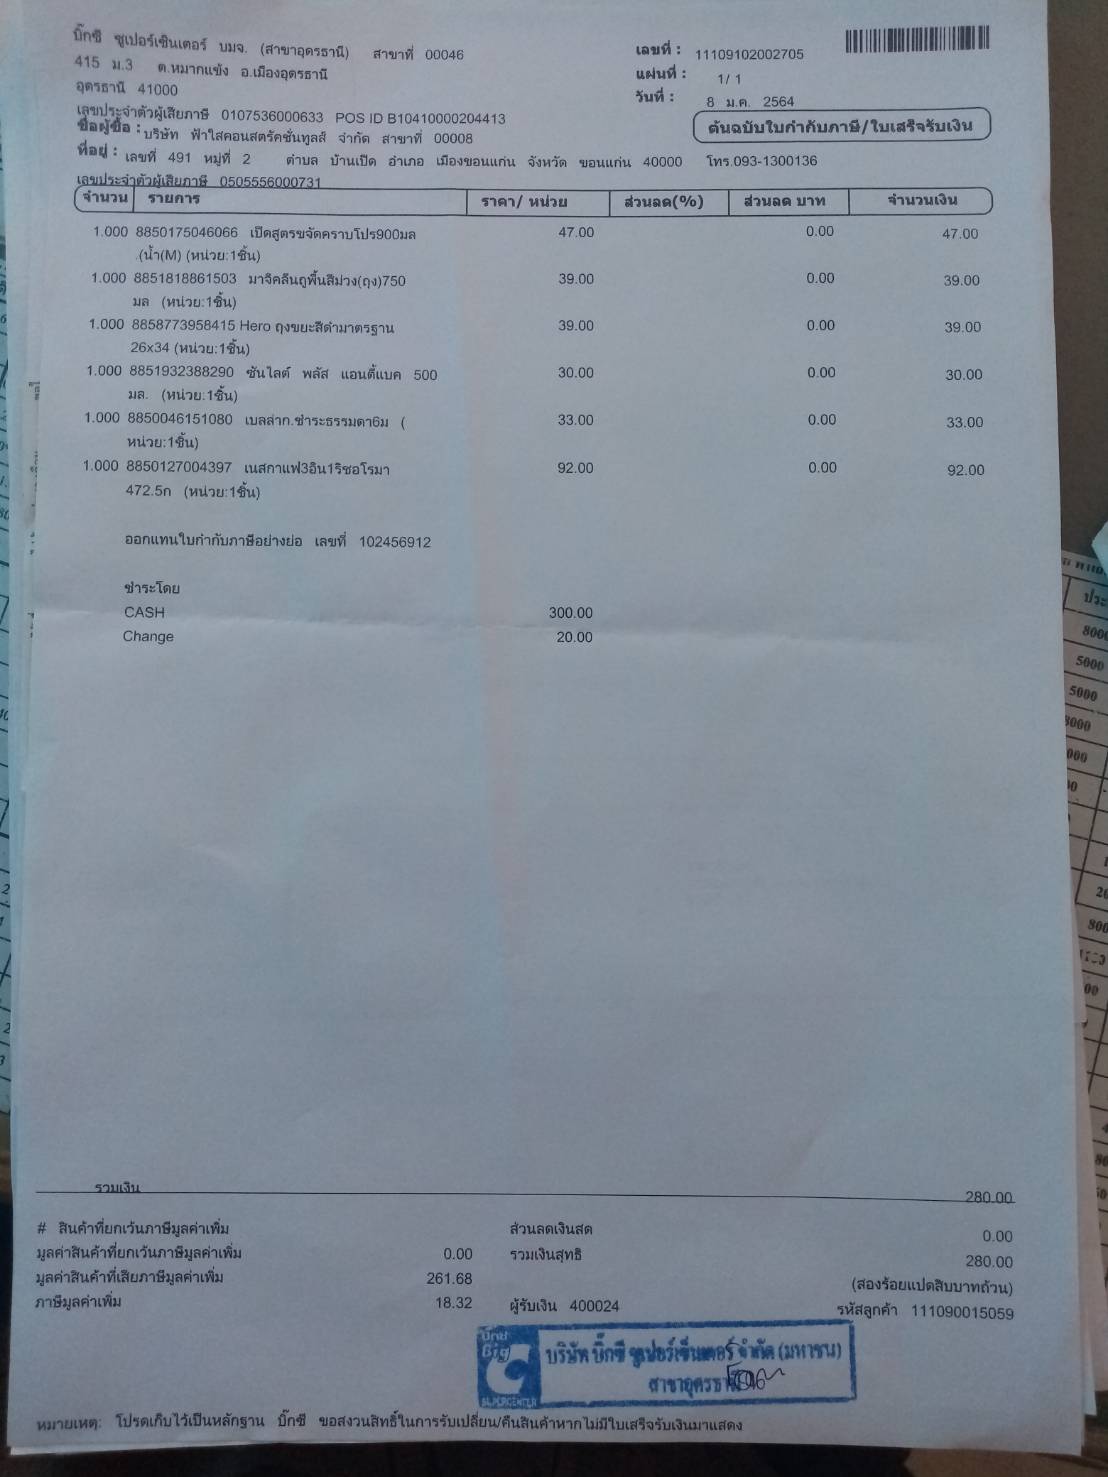 บิ๊กซี ซูเปอร์เซ็นเตอร์ บมจ. (สาขาอุดรธานี) สาขาที่ 00046
415 ม.3 ต.หมากแข้ง อ.เมืองอุดรธานี
อุดรธานี 41000
เลขที่ : 11109102002705
แผ่นที่ : 1/ 1
วันที่ : 8 ม.ค. 2564
เลขประจำตัวผู้เสียภาษี 0107536000633 POS ID B10410000204413
ต้นฉบับใบกำกับภาษี/ใบเสร็จรับเงิน
ชื่อผู้ซื้อ : บริษัท ฟ้าใสคอนสตรัคชั่นทูลส์ จำกัด สาขาที่ 00008
ที่อยู่ : เลขที่ 491 หมู่ที่ 2 ตำบล บ้านเป็ด อำเภอ เมืองขอนแก่น จังหวัด ขอนแก่น 40000 โทร.093-1300136
เลขประจำตัวผู้เสียภาษี 0505556000731
จำนวน รายการ ราคา/ หน่วย ส่วนลด(%) ส่วนลด บาท จำนวนเงิน
1.000 8850175046066 เป็ดสูตรขจัดคราบโปร900มล 47.00 0.00 47.00
.(น้ำ(M) (หน่วย:1ชิ้น)
1.000 8851818861503 มาจิคลีนถูพื้นสีม่วง(ถุง)750 39.00 0.00 39.00
มล (หน่วย:1ชิ้น)
1.000 8858773958415 Hero ถุงขยะสีดำมาตรฐาน 39.00 0.00 39.00
26x34 (หน่วย:1ชิ้น)
1.000 8851932388290 ซันไลต์ พลัส แอนตี้แบค 500 30.00 0.00 30.00
มล. (หน่วย:1ชิ้น)
1.000 8850046151080 เบลล่าก.ชำระธรรมดา6ม ( 33.00 0.00 33.00
หน่วย:1ชิ้น)
1.000 8850127004397 เนสกาแฟ3อิน1ริชอโรมา 92.00 0.00 92.00
472.5ก (หน่วย:1ชิ้น)
ออกแทนใบกำกับภาษีอย่างย่อ เลขที่ 102456912
ชำระโดย
CASH 300.00
Change 20.00
รวมเงิน 280.00
# สินค้าที่ยกเว้นภาษีมูลค่าเพิ่ม ส่วนลดเงินสด 0.00
มูลค่าสินค้าที่ยกเว้นภาษีมูลค่าเพิ่ม 0.00 รวมเงินสุทธิ 280.00
มูลค่าสินค้าที่เสียภาษีมูลค่าเพิ่ม 261.68 (สองร้อยแปดสิบบาทถ้วน)
ภาษีมูลค่าเพิ่ม 18.32 ผู้รับเงิน 400024 รหัสลูกค้า 111090015059
บิ๊กซี Big C SUPERCENTER
บริษัท บิ๊กซี ซูเปอร์เซ็นเตอร์ จำกัด (มหาชน)
สาขาอุดรธานี
หมายเหตุ: โปรดเก็บไว้เป็นหลักฐาน บิ๊กซี ขอสงวนสิทธิ์ในการรับเปลี่ยน/คืนสินค้าหากไม่มีใบเสร็จรับเงินมาแสดง